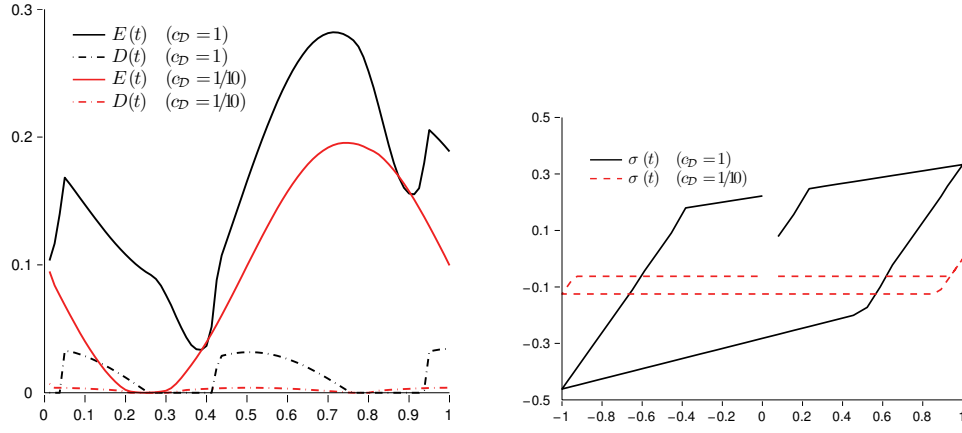 0.3
E(t) (c_D = 1)
D(t) (c_D = 1)
E(t) (c_D = 1/10)
D(t) (c_D = 1/10)
0.2
0.1
0
0 0.1 0.2 0.3 0.4 0.5 0.6 0.7 0.8 0.9 1
0.5
σ(t) (c_D = 1)
σ(t) (c_D = 1/10)
0.3
0.1
−0.1
−0.3
−0.5
−1 −0.8 −0.6 −0.4 −0.2 0 0.2 0.4 0.6 0.8 1